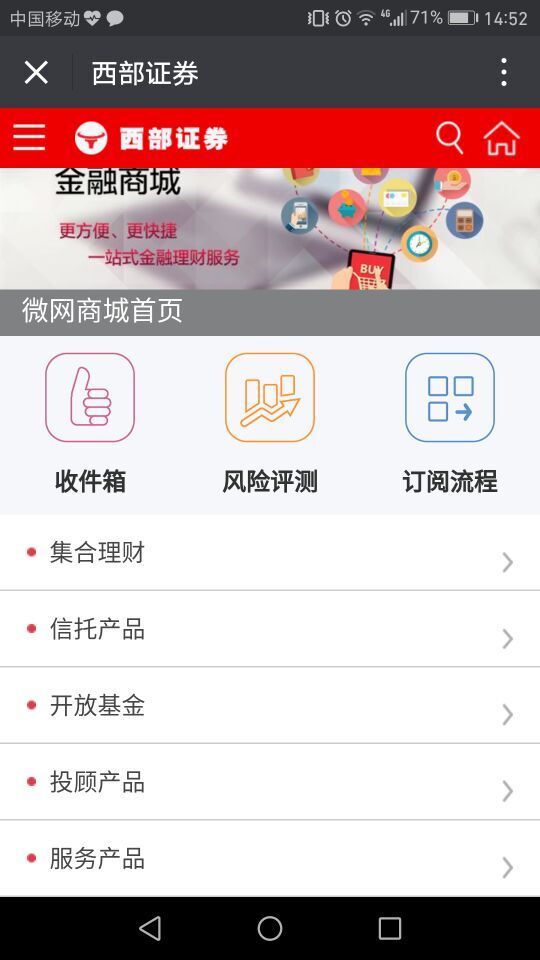 中国移动 4G 71% 14:52
西部证券
西部证券
金融商城
更方便、更快捷
一站式金融理财服务
BUY
微网商城首页
收件箱 风险评测 订阅流程
集合理财
信托产品
开放基金
投顾产品
服务产品